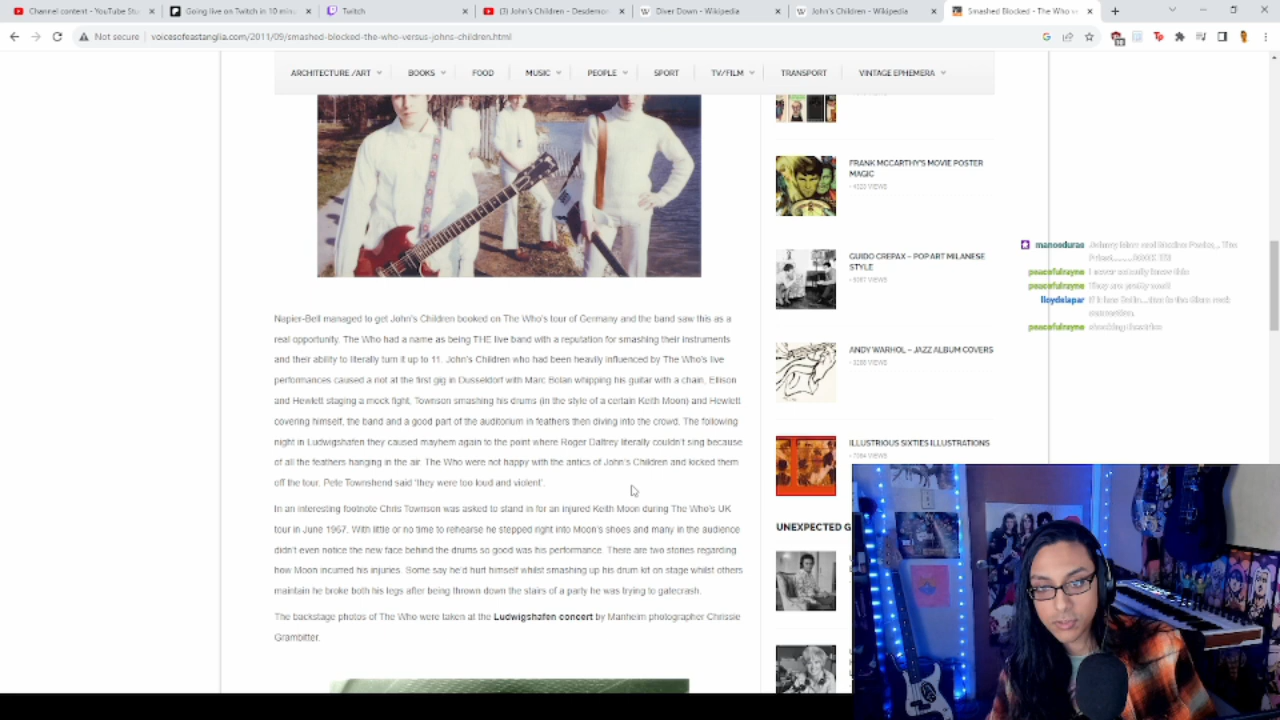 Channel content - YouTube Stu
Going live on Twitch in 10 minu
Twitch
(3) John's Children - Desdemon
Diver Down - Wikipedia
John's Children - Wikipedia
Smashed Blocked - The Who ve
Not secure
voicesofeastanglia.com/2011/09/smashed-blocked-the-who-versus-johns-children.html
ARCHITECTURE /ART
BOOKS
FOOD
MUSIC
PEOPLE
SPORT
TV/FILM
TRANSPORT
VINTAGE EPHEMERA
Napier-Bell managed to get John's Children booked on The Who's tour of Germany and the band saw this as a
real opportunity. The Who had a name as being THE live band with a reputation for smashing their instruments
and their ability to literally turn it up to 11. John's Children who had been heavily influenced by The Who's live
performances caused a riot at the first gig in Dusseldorf with Marc Bolan whipping his guitar with a chain, Ellison
and Hewlett staging a mock fight, Townson smashing his drums (in the style of a certain Keith Moon) and Hewlett
covering himself, the band and a good part of the auditorium in feathers then diving into the crowd. The following
night in Ludwigshafen they caused mayhem again to the point where Roger Daltrey literally couldn't sing because
of all the feathers hanging in the air. The Who were not happy with the antics of John's Children and kicked them
off the tour. Pete Townshend said 'they were too loud and violent'.
In an interesting footnote Chris Townson was asked to stand in for an injured Keith Moon during The Who's UK
tour in June 1967. With little or no time to rehearse he stepped right into Moon's shoes and many in the audience
didn't even notice the new face behind the drums so good was his performance. There are two stories regarding
how Moon incurred his injuries. Some say he'd hurt himself whilst smashing up his drum kit on stage whilst others
maintain he broke both his legs after being thrown down the stairs of a party he was trying to gatecrash.
The backstage photos of The Who were taken at the Ludwigshafen concert by Manheim photographer Chrissie
Grambitter.
FRANK MCCARTHY'S MOVIE POSTER
MAGIC
VIEWS
GUIDO CREPAX – POP ART MILANESE
STYLE
VIEWS
ANDY WARHOL – JAZZ ALBUM COVERS
VIEWS
ILLUSTRIOUS SIXTIES ILLUSTRATIONS
VIEWS
UNEXPECTED G
manoeduras
peacefulrayne I never actually knew this
peacefulrayne They are pretty
lloydelapar
peacefulrayne